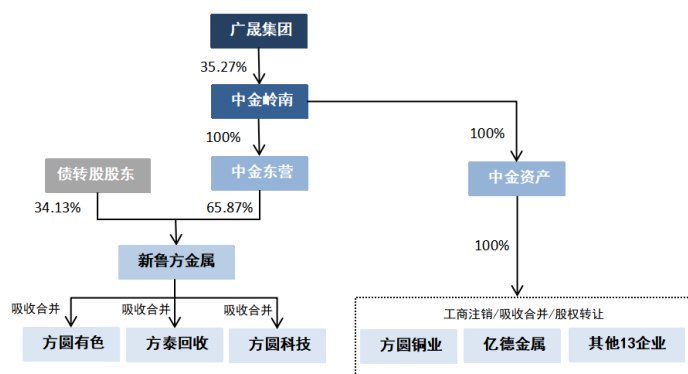 广晟集团
35.27%
中金岭南
100%
100%
债转股股东
中金东营
中金资产
34.13%
65.87%
100%
新鲁方金属
吸收合并
吸收合并
吸收合并
工商注销/吸收合并/股权转让
方圆有色
方泰回收
方圆科技
方圆铜业
亿德金属
其他13企业